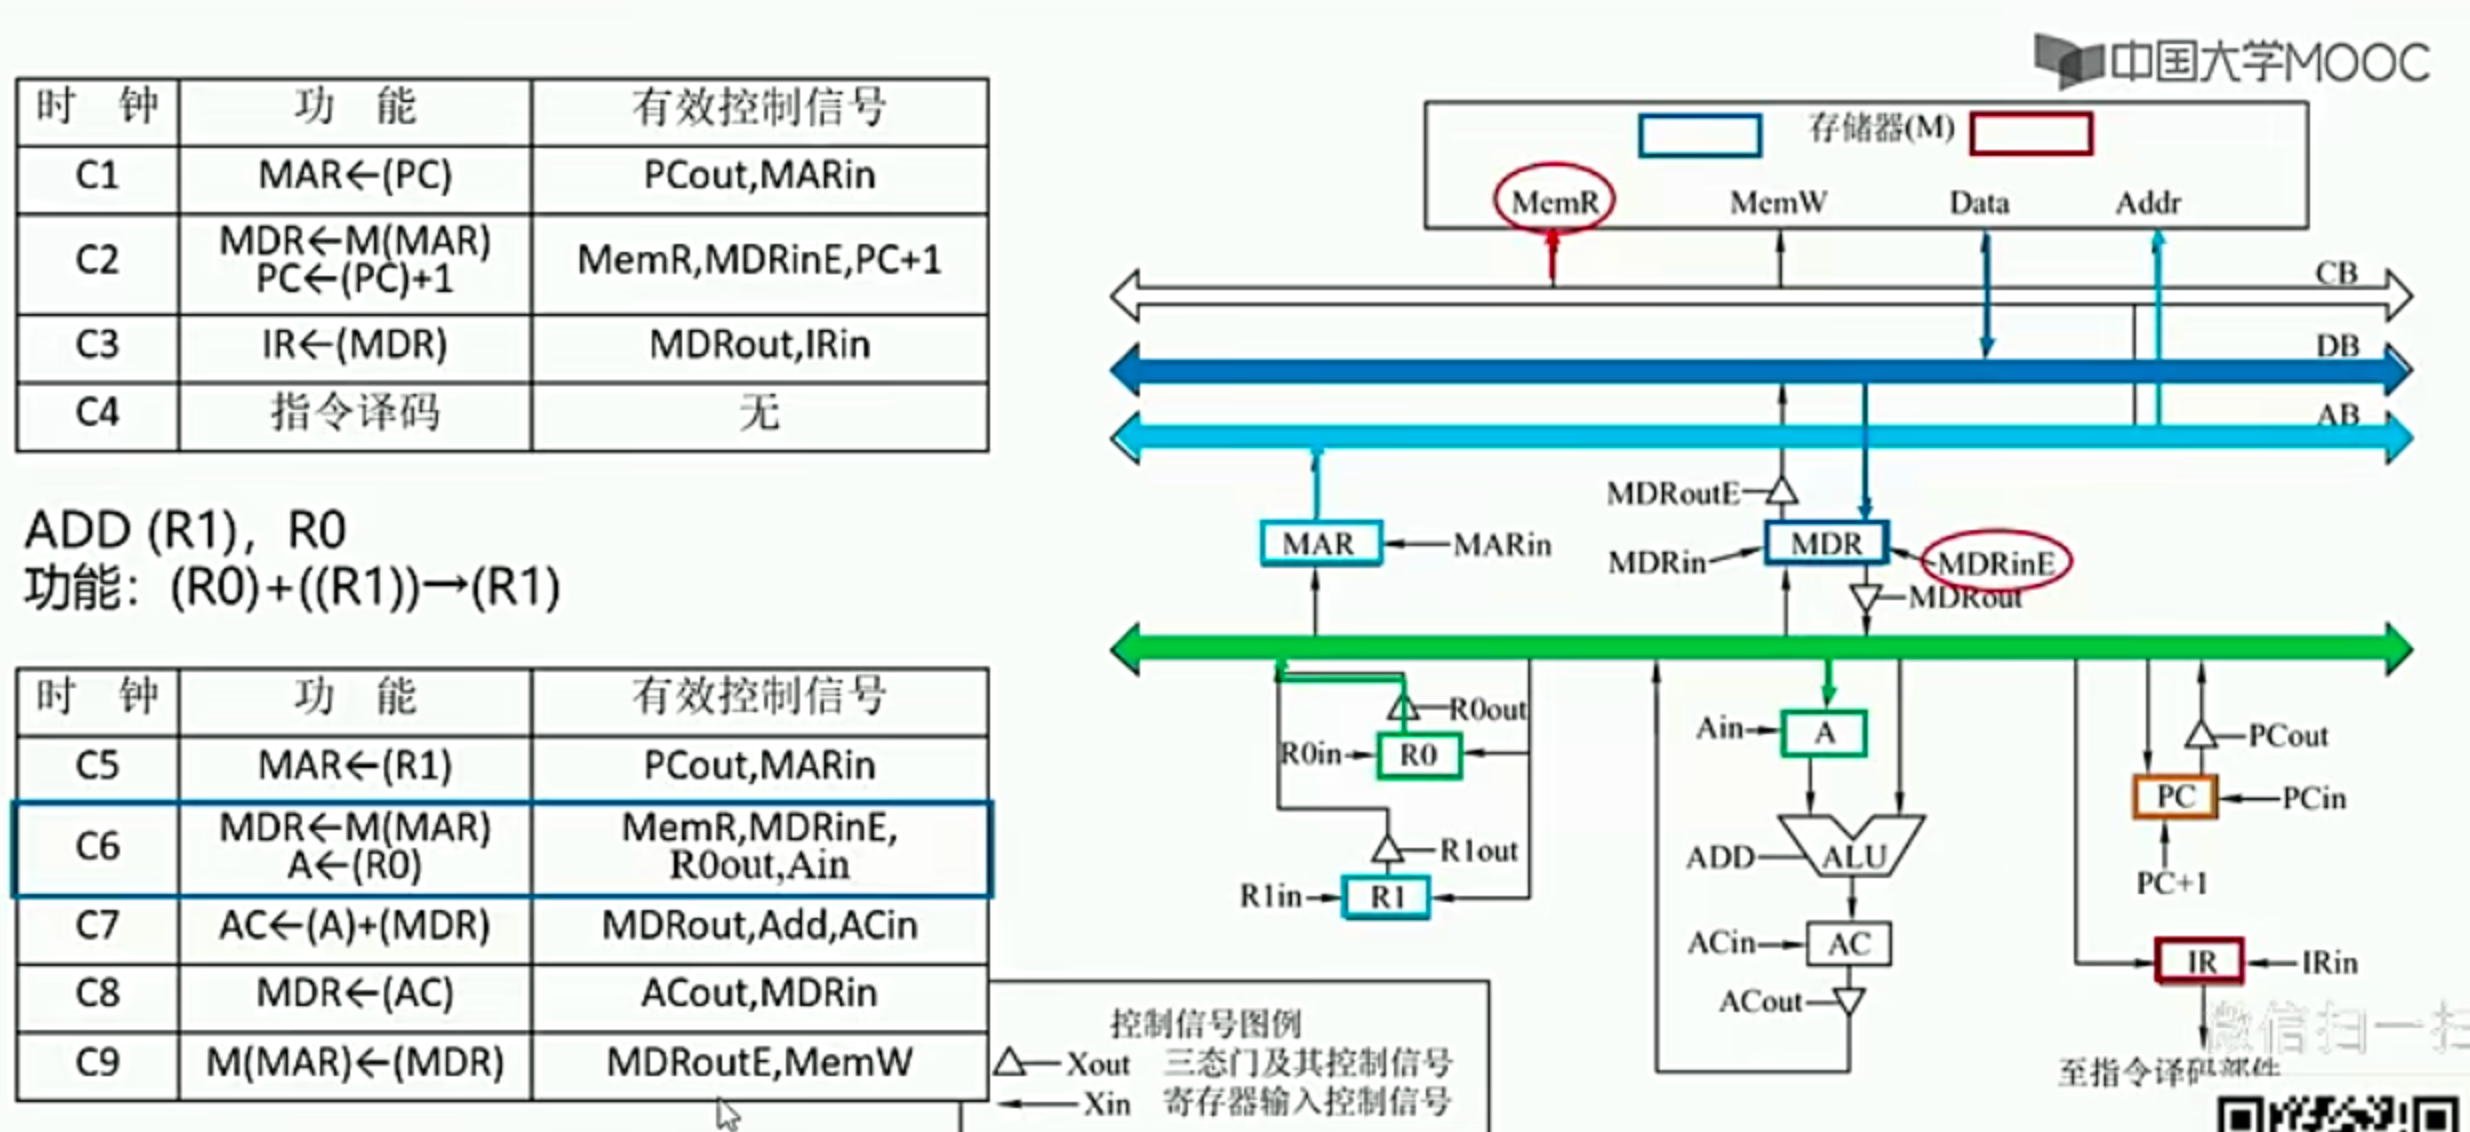 中国大学MOOC
时 钟 功 能 有效控制信号
C1 MAR←(PC) PCout,MARin
C2 MDR←M(MAR) PC←(PC)+1 MemR,MDRinE,PC+1
C3 IR←(MDR) MDRout,IRin
C4 指令译码 无
ADD (R1)，R0
功能：(R0)+((R1))→(R1)
时 钟 功 能 有效控制信号
C5 MAR←(R1) PCout,MARin
C6 MDR←M(MAR) A←(R0) MemR,MDRinE, R0out,Ain
C7 AC←(A)+(MDR) MDRout,Add,ACin
C8 MDR←(AC) ACout,MDRin
C9 M(MAR)←(MDR) MDRoutE,MemW
存储器(M)
MemR MemW Data Addr
CB
DB
AB
MDRoutE
MAR MARin MDR
MDRin MDRinE
MDRout
R0out
Ain A PCout
R0in R0
PC PCin
R1out ADD ALU
PC+1
R1in R1
ACin AC IR IRin
ACout
控制信号图例
Xout 三态门及其控制信号
Xin 寄存器输入控制信号
至指令译码部件
微信扫一扫